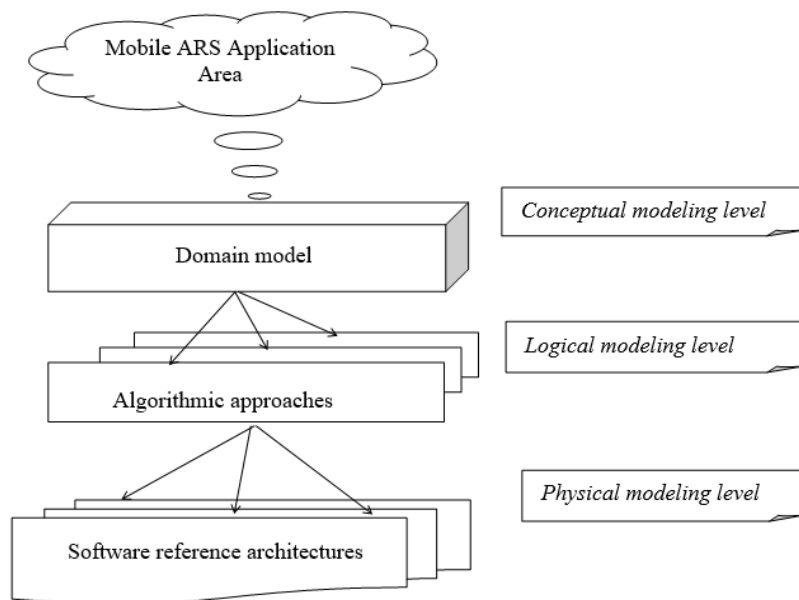 Mobile ARS Application
Area
Conceptual modeling level
Domain model
Logical modeling level
Algorithmic approaches
Physical modeling level
Software reference architectures